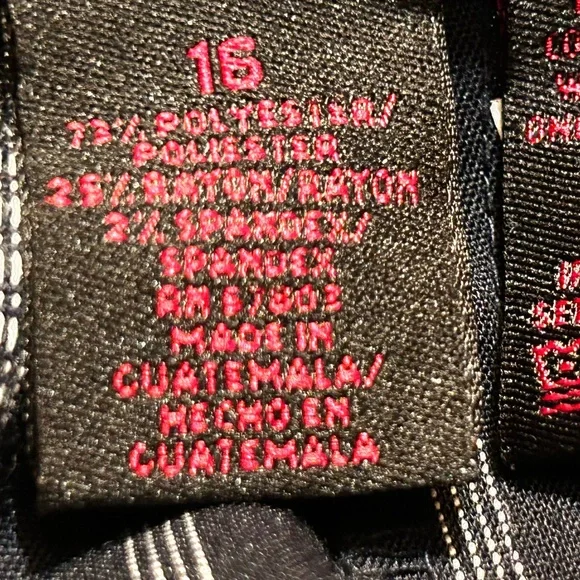 16
73% POLYESTER/
POLIESTER
25% RAYON/RAYON
2% SPANDEX/
SPANDEX
MADE IN
GUATEMALA/
HECHO EN
GUATEMALA